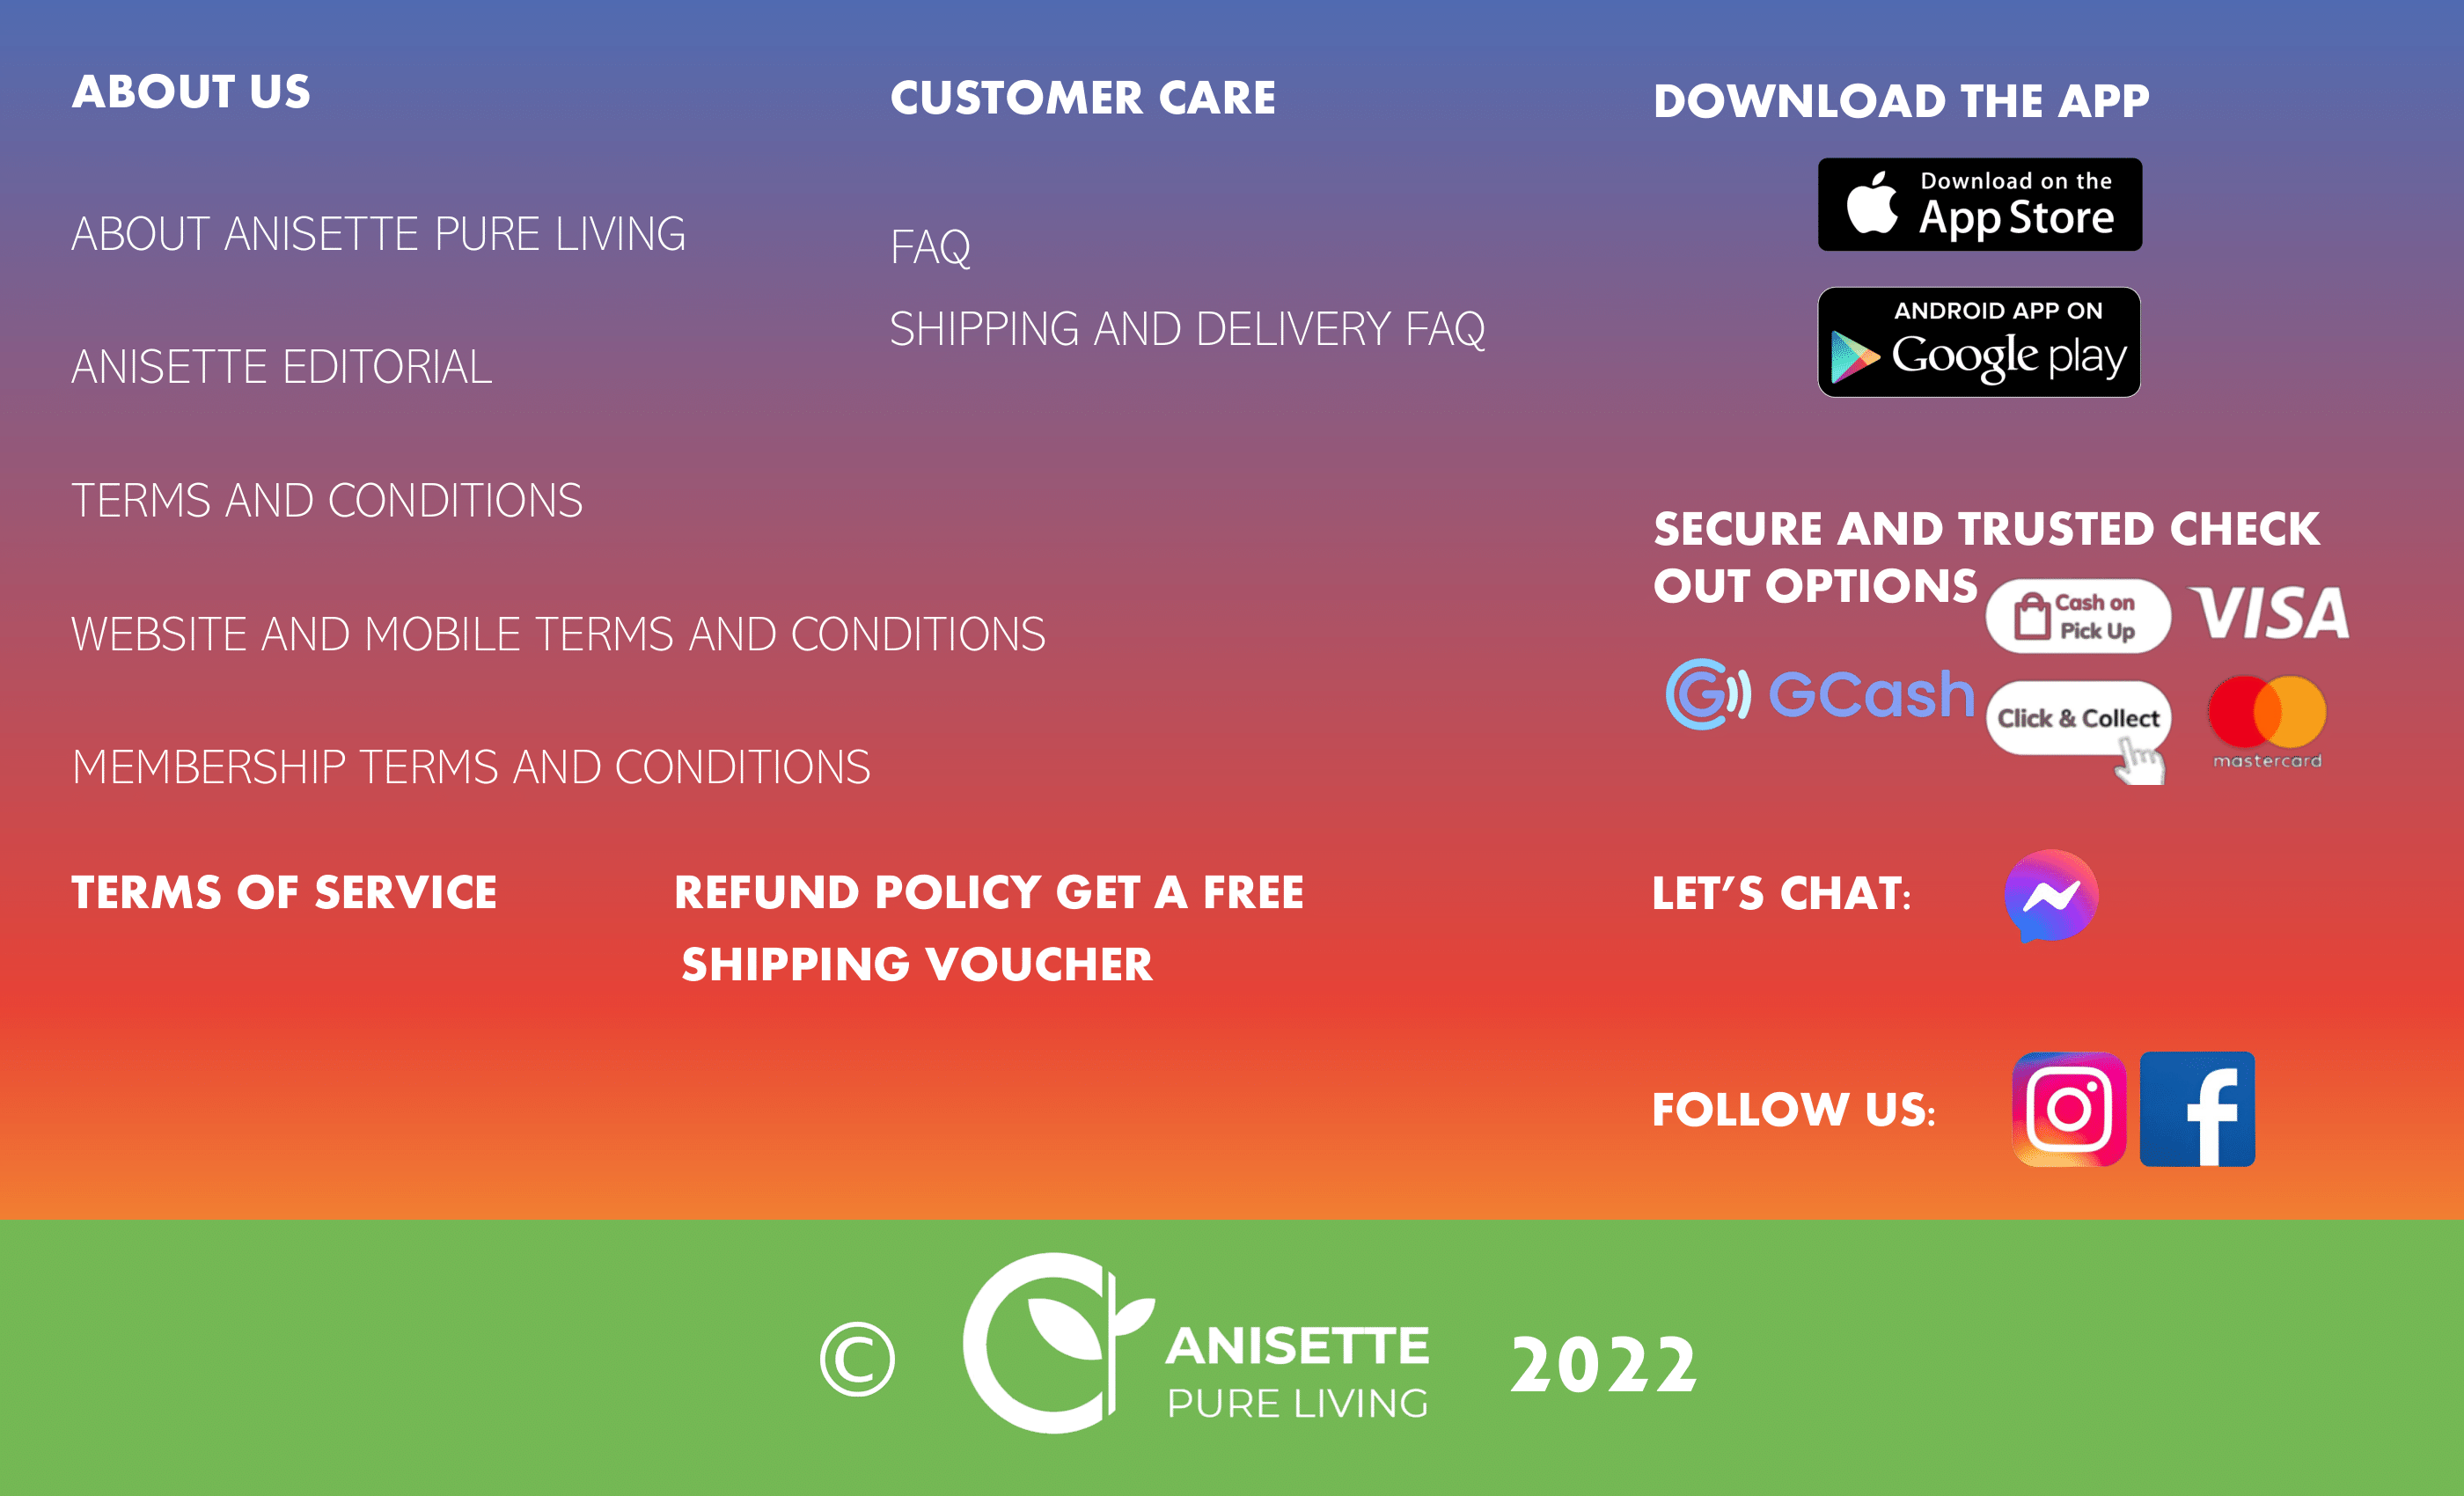 ABOUT US
ABOUT ANISETTE PURE LIVING
ANISETTE EDITORIAL
TERMS AND CONDITIONS
WEBSITE AND MOBILE TERMS AND CONDITIONS
MEMBERSHIP TERMS AND CONDITIONS
TERMS OF SERVICE
CUSTOMER CARE
FAQ
SHIPPING AND DELIVERY FAQ
REFUND POLICY GET A FREE
SHIPPING VOUCHER
DOWNLOAD THE APP
Download on the
App Store
ANDROID APP ON
Google play
SECURE AND TRUSTED CHECK
OUT OPTIONS
Cash on
Pick Up
VISA
GCash
Click & Collect
mastercard
LET'S CHAT:
FOLLOW US:
© ANISETTE
PURE LIVING
2022